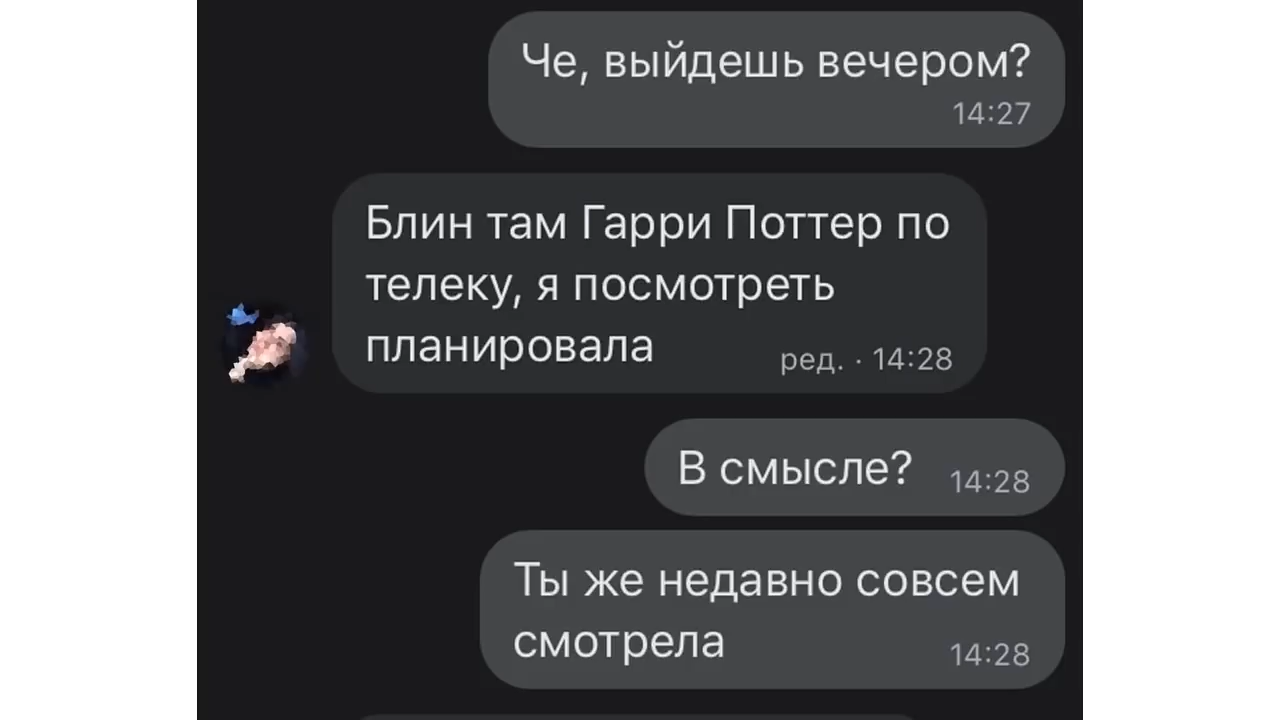 Че, выйдешь вечером?
14:27
Блин там Гарри Поттер по
телеку, я посмотреть
планировала
ред. · 14:28
В смысле? 14:28
Ты же недавно совсем
смотрела
14:28